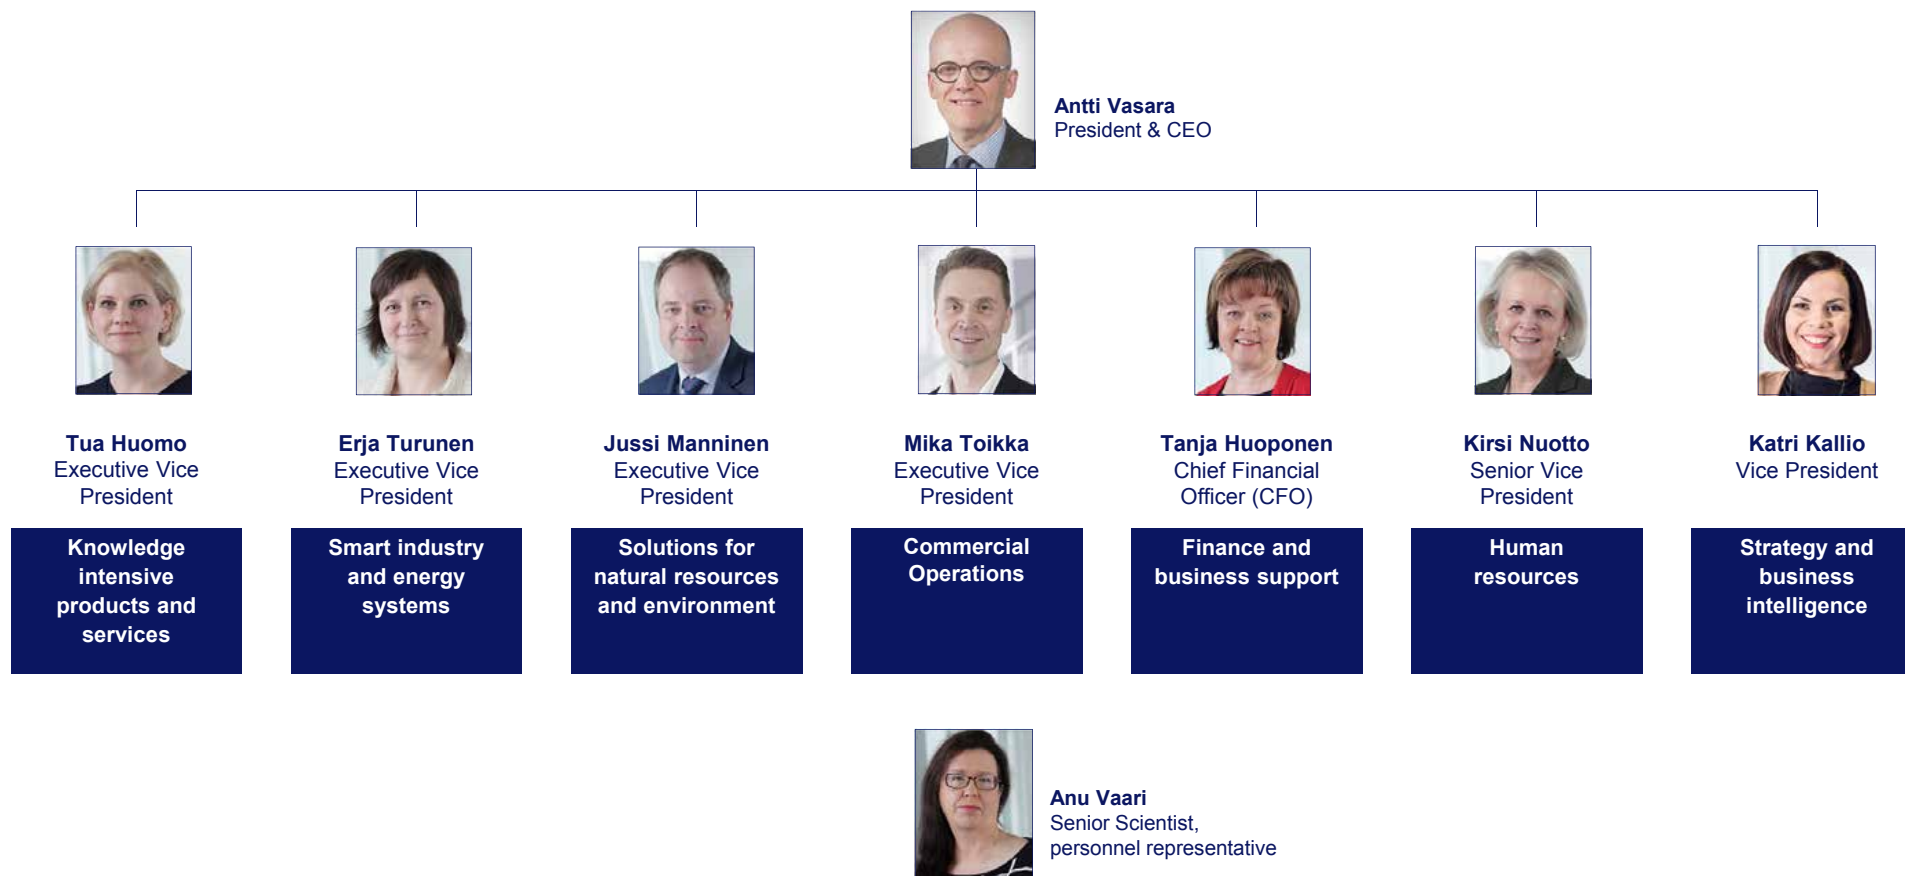 Antti Vasara
President & CEO
Tua Huomo
Executive Vice
President
Knowledge
intensive
products and
services
Erja Turunen
Executive Vice
President
Smart industry
and energy
systems
Jussi Manninen
Executive Vice
President
Solutions for
natural resources
and environment
Mika Toikka
Executive Vice
President
Commercial
Operations
Tanja Huoponen
Chief Financial
Officer (CFO)
Finance and
business support
Kirsi Nuotto
Senior Vice
President
Human
resources
Katri Kallio
Vice President
Strategy and
business
intelligence
Anu Vaari
Senior Scientist,
personnel representative